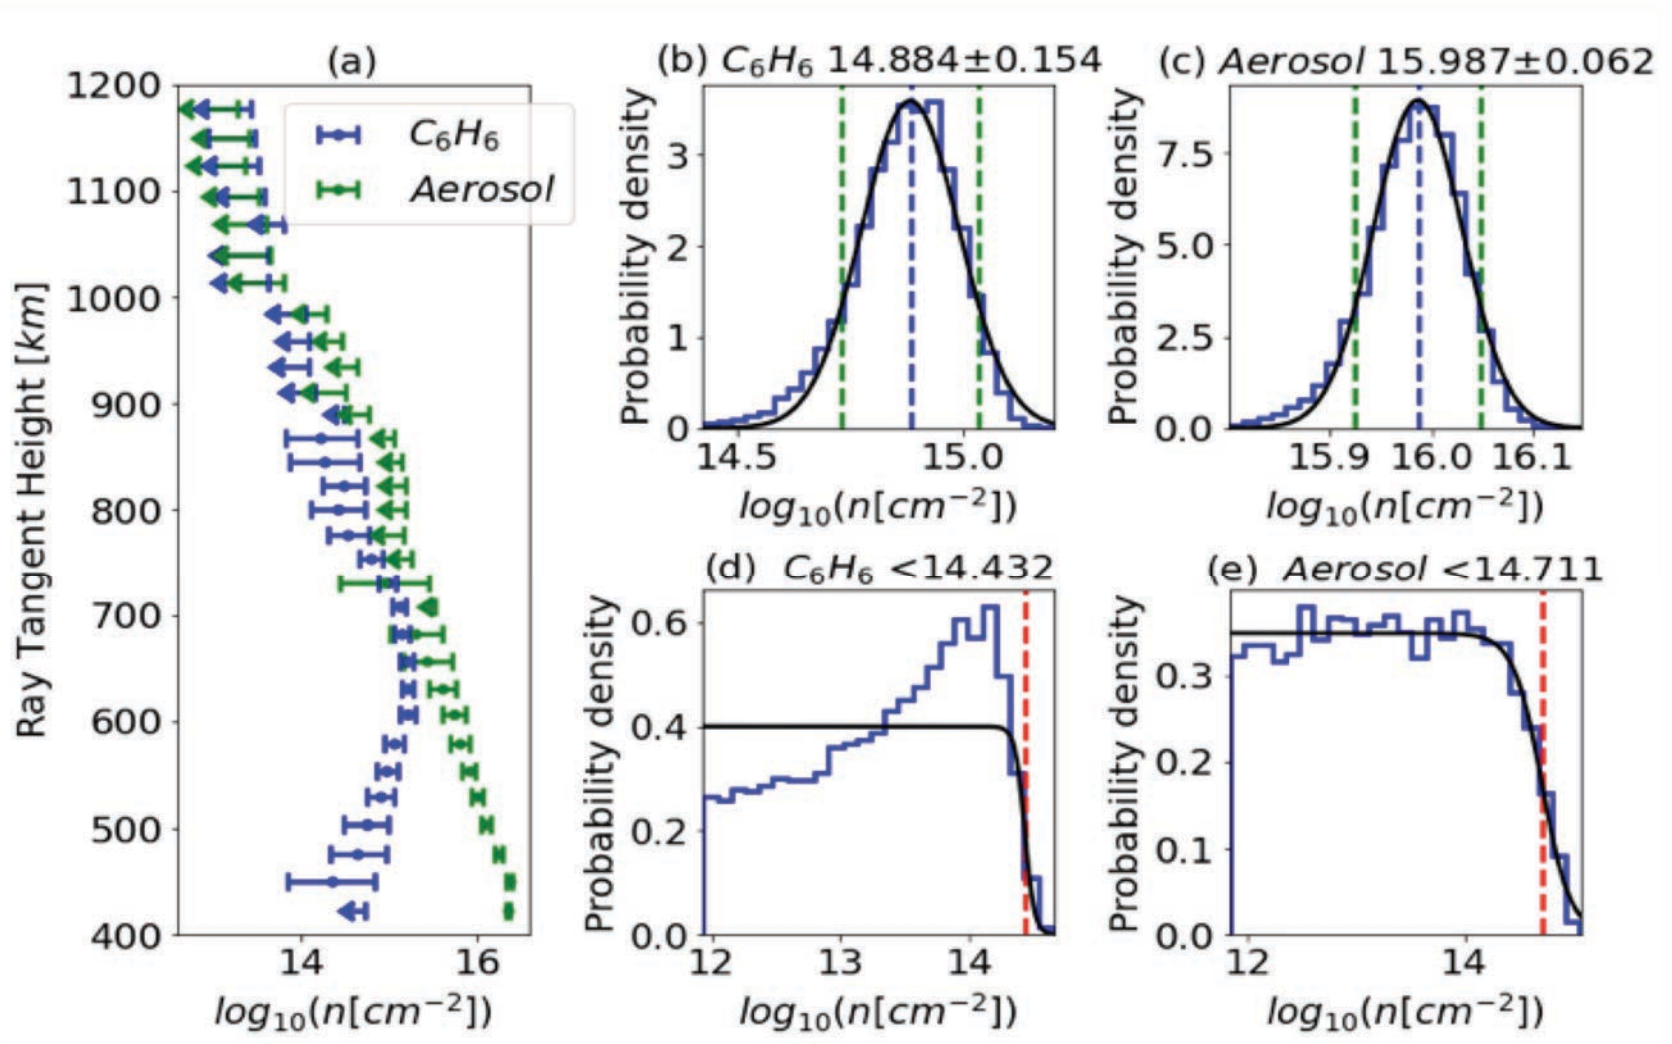 (a)
1200
1100
1000
900
800
700
600
500
400
Ray Tangent Height [km]
14 16
log10(n[cm−2])
C6H6
Aerosol
(b) C6H6 14.884±0.154
Probability density
3
2
1
0
14.5 15.0
log10(n[cm−2])
(c) Aerosol 15.987±0.062
Probability density
7.5
5.0
2.5
0.0
15.9 16.0 16.1
log10(n[cm−2])
(d) C6H6 <14.432
Probability density
0.6
0.4
0.2
0.0
12 13 14
log10(n[cm−2])
(e) Aerosol <14.711
Probability density
0.3
0.2
0.1
0.0
12 14
log10(n[cm−2])